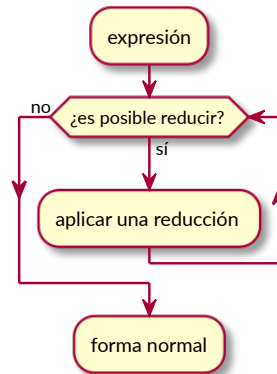 expresión
no
¿es posible reducir?
sí
aplicar una reducción
forma normal